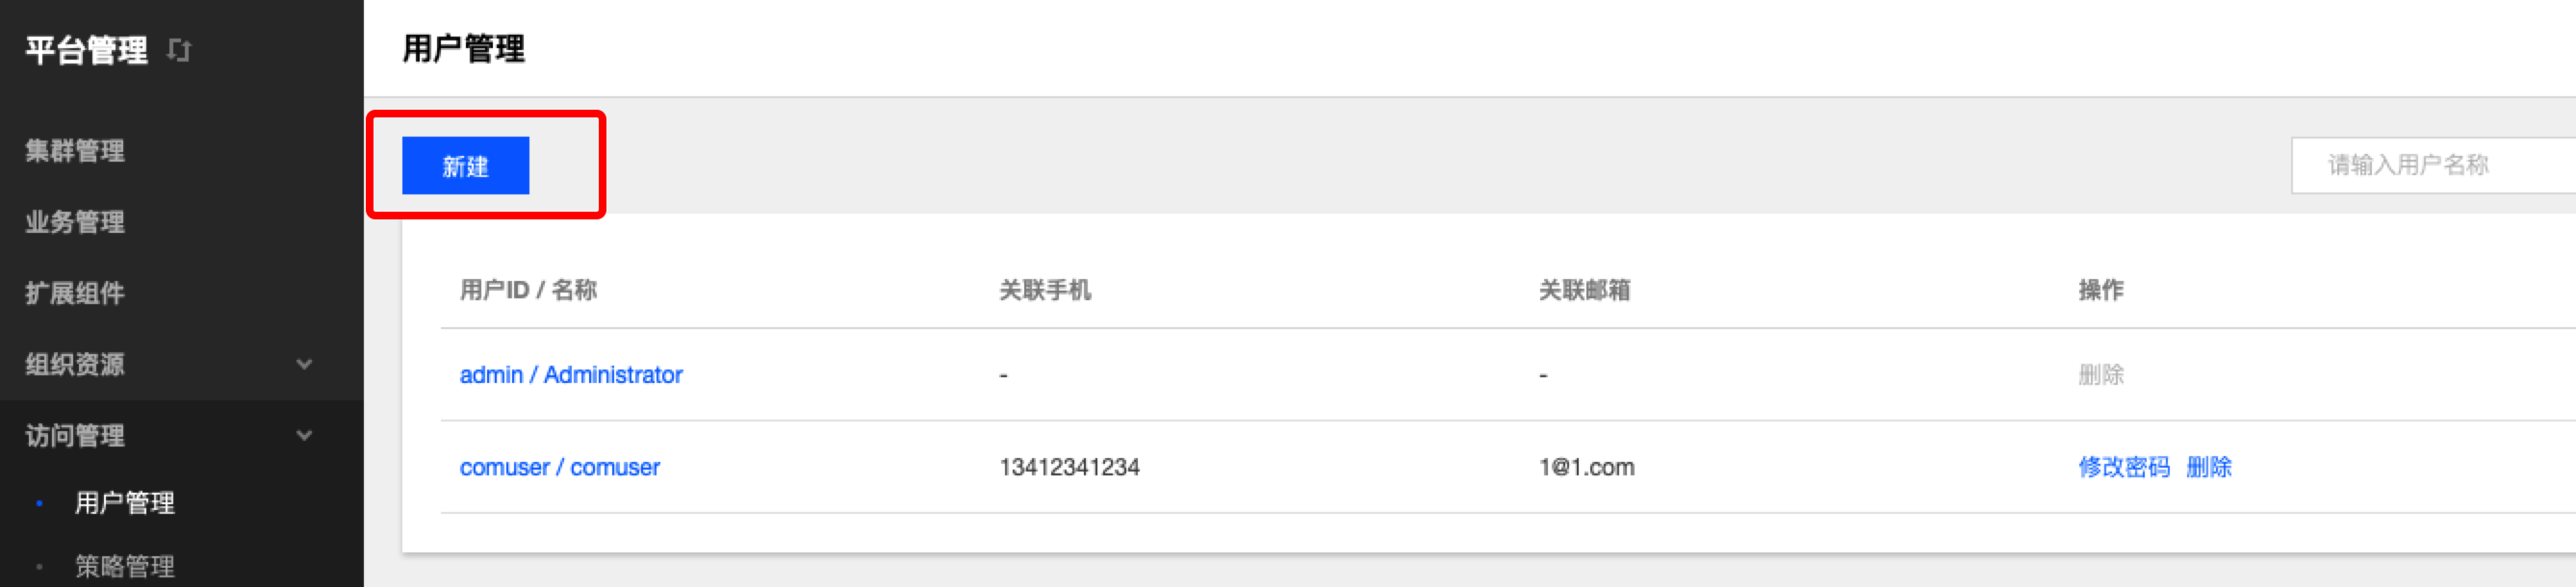 平台管理
集群管理
业务管理
扩展组件
组织资源
访问管理
用户管理
策略管理
用户管理
新建
请输入用户名称
用户ID / 名称 关联手机 关联邮箱 操作
admin / Administrator - - 删除
comuser / comuser 13412341234 1@1.com 修改密码 删除